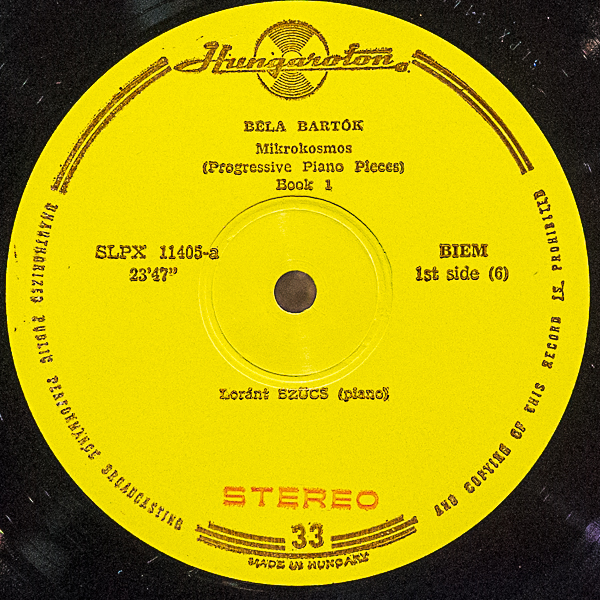 Hungaroton
BÉLA BARTÓK
Mikrokosmos
(Progressive Piano Pieces)
Book 1
SLPX 11405-a
23'47"
BIEM
1st side (6)
Loránt SZŰCS (piano)
STEREO
33
MADE IN HUNGARY
UNAUTHORIZED PUBLIC PERFORMANCE BROADCASTING AND COPYING OF THIS RECORD IS PROHIBITED